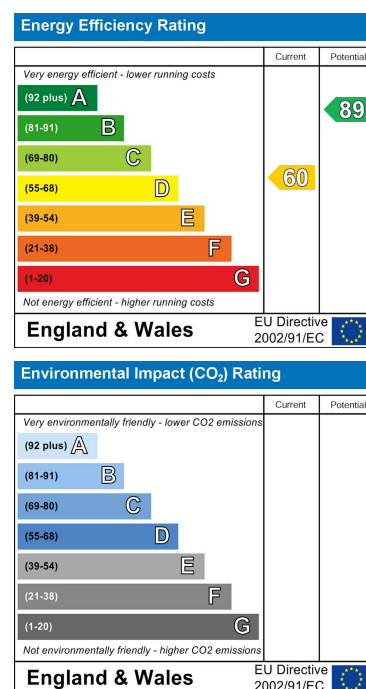 Energy Efficiency Rating
Current Potential
Very energy efficient - lower running costs
(92 plus) A
89
(81-91) B
(69-80) C
60
(55-68) D
(39-54) E
(21-38) F
(1-20) G
Not energy efficient - higher running costs
England & Wales
EU Directive
2002/91/EC
Environmental Impact (CO₂) Rating
Current Potential
Very environmentally friendly - lower CO2 emissions
(92 plus) A
(81-91) B
(69-80) C
(55-68) D
(39-54) E
(21-38) F
(1-20) G
Not environmentally friendly - higher CO2 emissions
England & Wales
EU Directive
2002/91/EC